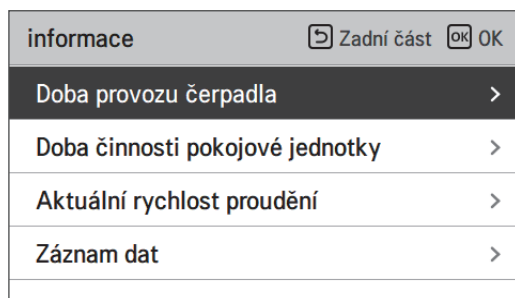 informace Zadní část OK OK
Doba provozu čerpadla
Doba činnosti pokojové jednotky
Aktuální rychlost proudění
Záznam dat